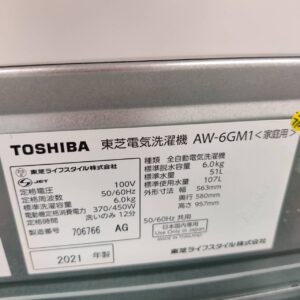 TOSHIBA 東芝電気洗濯機 AW-6GM1<家庭用>
東芝ライフスタイル株式会社
JET
定格電圧 100V
定格周波数 50/60Hz
標準洗濯容量 6.0kg
電動機定格消費電力 370/450W
定格時間 洗いのみ 12分
製造番号 706766 AG
2021 年製
種類 全自動電気洗濯機
標準脱水容量 6.0kg
標準水量 51L
標準使用水量 107L
外形寸法 幅 563mm
奥行 580mm
高さ 957mm
50/60Hz 共用
日本国内専用
Use only in Japan
MADE IN THAILAND
東芝ライフスタイル株式会社